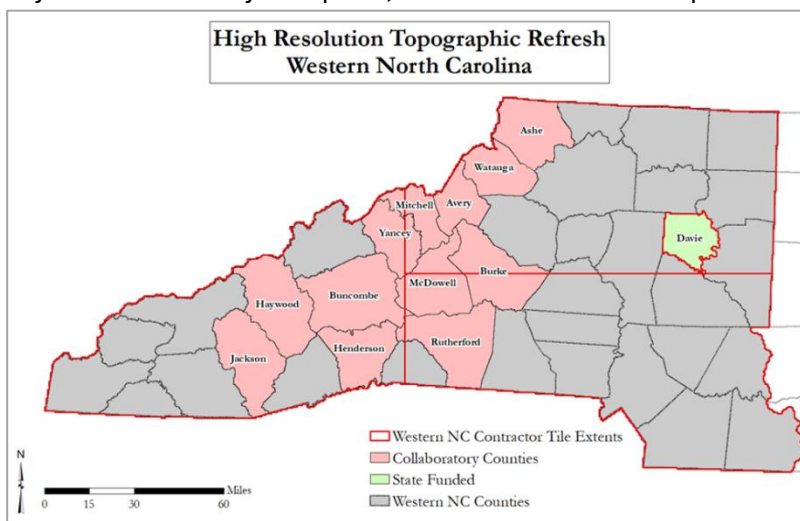 High Resolution Topographic Refresh
Western North Carolina
Ashe
Watauga
Mitchell
Avery
Yancey
Davie
Burke
McDowell
Buncombe
Haywood
Rutherford
Henderson
Jackson
Western NC Contractor Tile Extents
Collaboratory Counties
State Funded
Western NC Counties
N
Miles
0 15 30 60